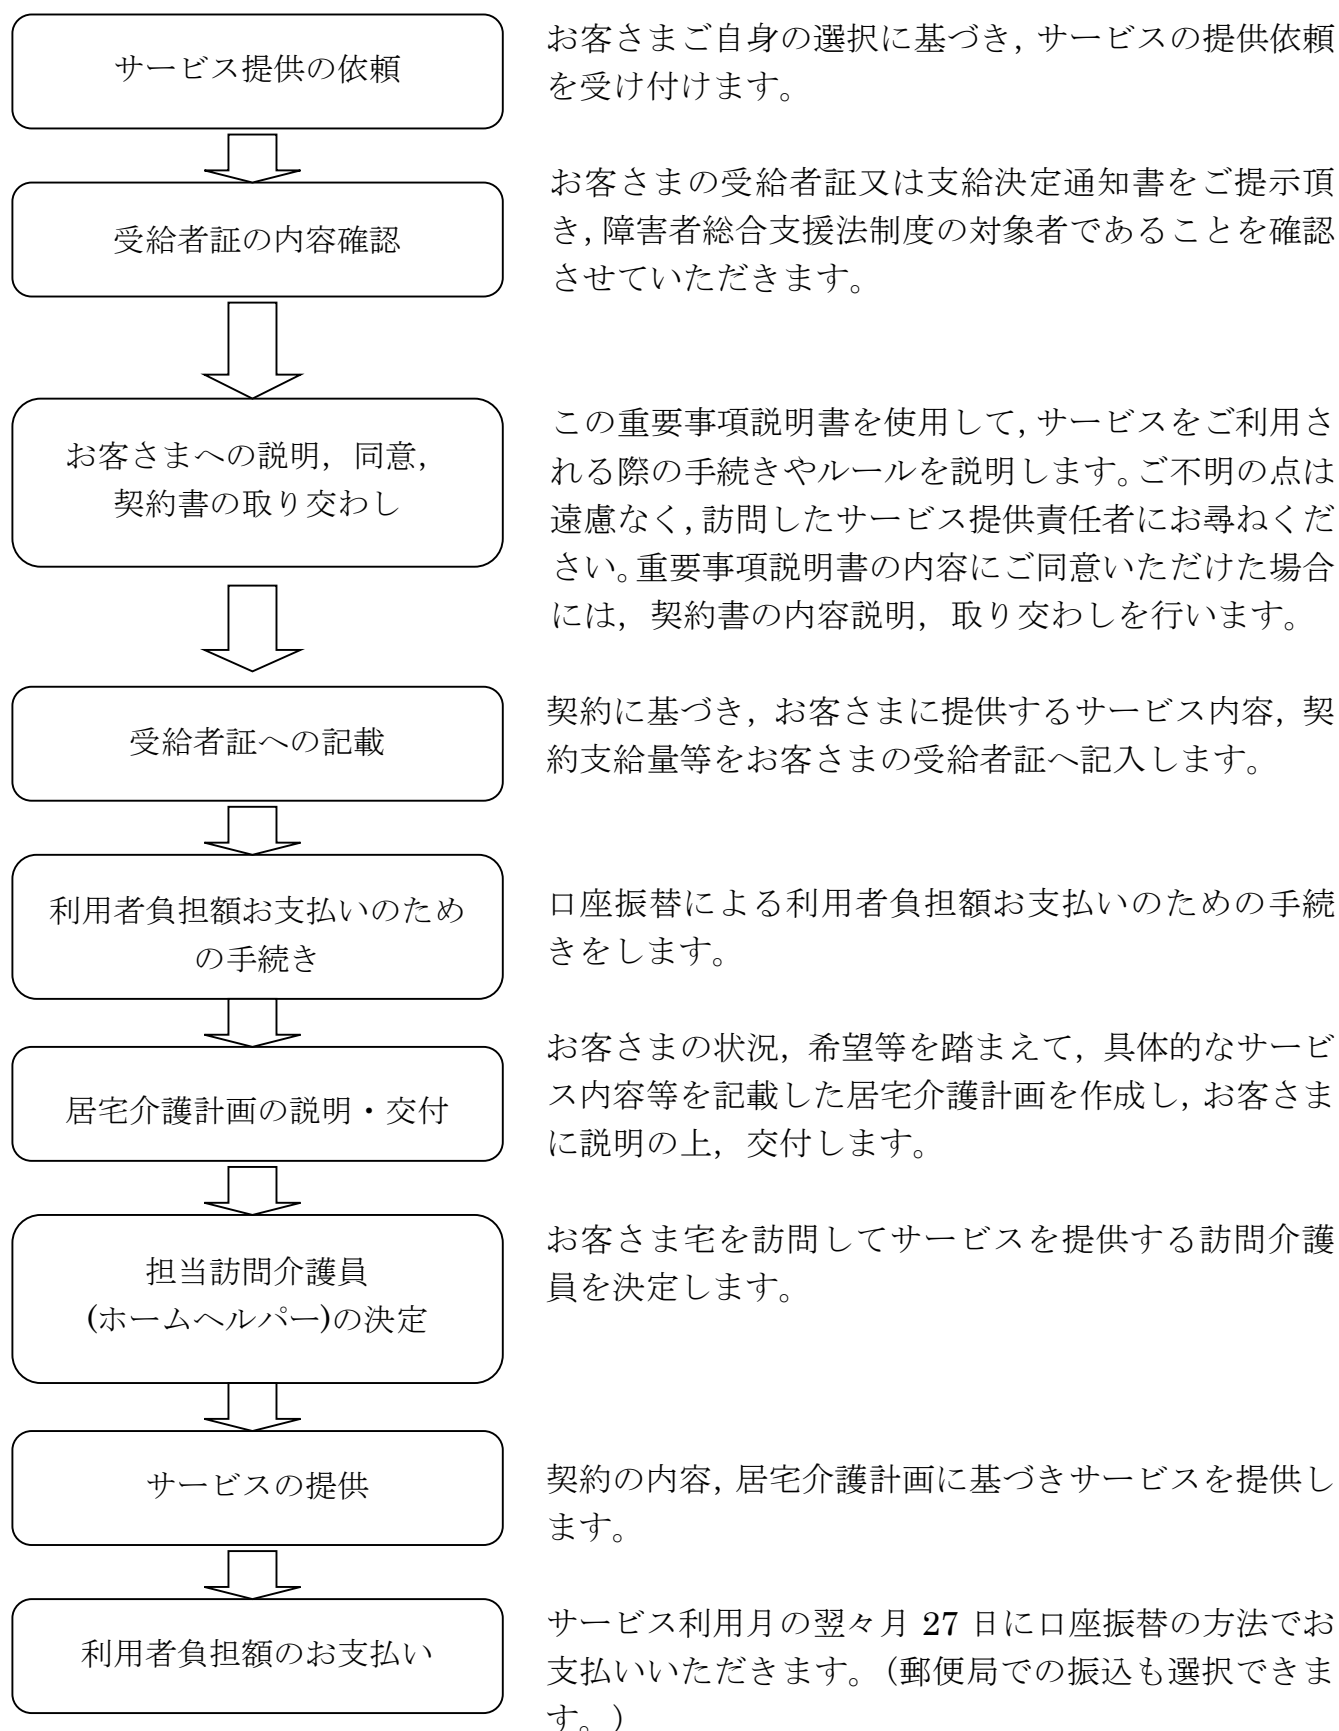 サービス提供の依頼
お客さまご自身の選択に基づき，サービスの提供依頼
を受け付けます。
受給者証の内容確認
お客さまの受給者証又は支給決定通知書をご提示頂
き，障害者総合支援法制度の対象者であることを確認
させていただきます。
お客さまへの説明，同意，
契約書の取り交わし
この重要事項説明書を使用して，サービスをご利用さ
れる際の手続きやルールを説明します。ご不明の点は
遠慮なく，訪問したサービス提供責任者にお尋ねくだ
さい。重要事項説明書の内容にご同意いただけた場合
には，契約書の内容説明，取り交わしを行います。
受給者証への記載
契約に基づき，お客さまに提供するサービス内容，契
約支給量等をお客さまの受給者証へ記入します。
利用者負担額お支払いのため
の手続き
口座振替による利用者負担額お支払いのための手続
きをします。
居宅介護計画の説明・交付
お客さまの状況，希望等を踏まえて，具体的なサービ
ス内容等を記載した居宅介護計画を作成し，お客さま
に説明の上，交付します。
担当訪問介護員
(ホームヘルパー)の決定
お客さま宅を訪問してサービスを提供する訪問介護
員を決定します。
サービスの提供
契約の内容，居宅介護計画に基づきサービスを提供し
ます。
利用者負担額のお支払い
サービス利用月の翌々月 27 日に口座振替の方法でお
支払いいただきます。（郵便局での振込も選択できま
す。）